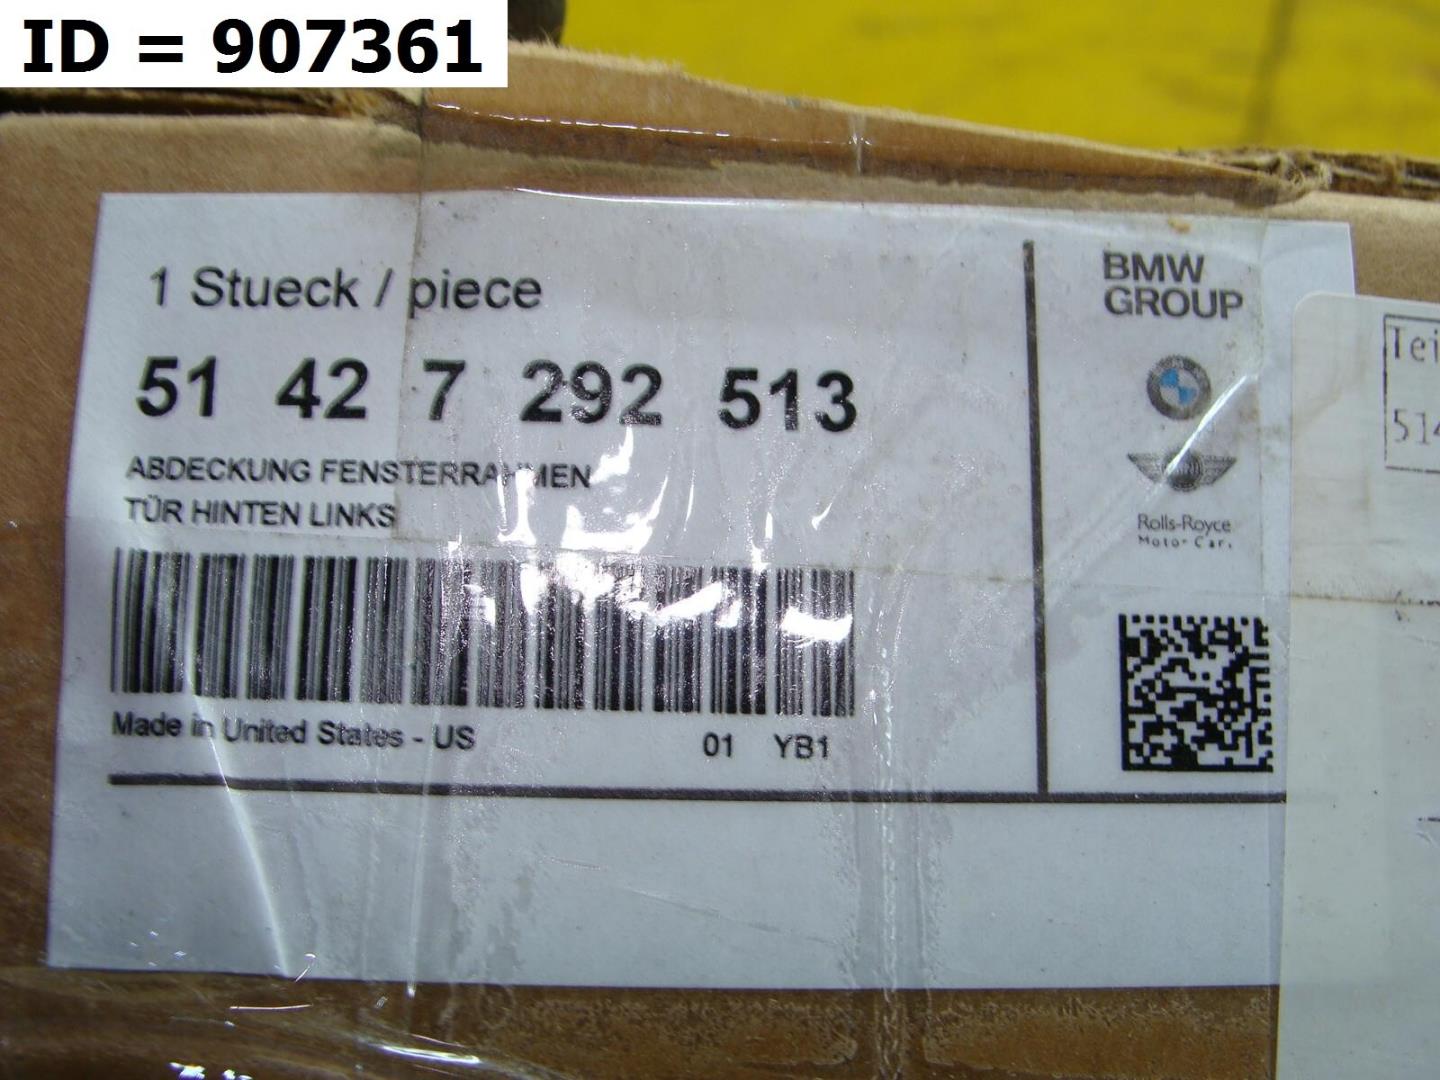 ID = 907361
1 Stueck / piece
51 42 7 292 513
ABDECKUNG FENSTERRAHMEN
TÜR HINTEN LINKS
Made in United States - US
01 YB1
BMW
GROUP
MINI
Rolls-Royce
Motor Cars
Tei
514